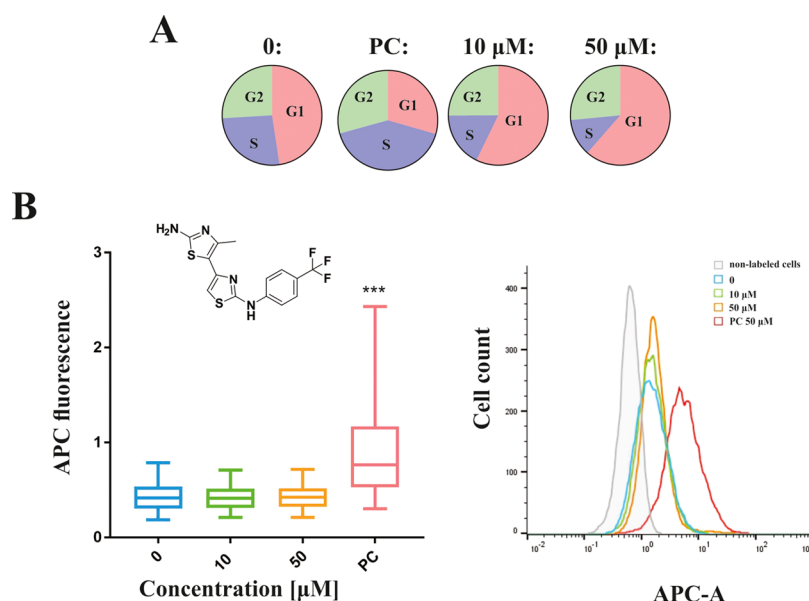 A
0:
PC:
10 μM:
50 μM:
G2
G1
S
G2
G1
S
G2
G1
S
G2
G1
S
B
H₂N
N
S
N
S
N
H
F
F
F
***
3
2
1
0
APC fluorescence
0
10
50
PC
Concentration [μM]
non-labeled cells
0
10 μM
50 μM
PC 50 μM
400
300
200
100
0
Cell count
10⁻²
10⁻¹
10⁰
10¹
10²
APC-A